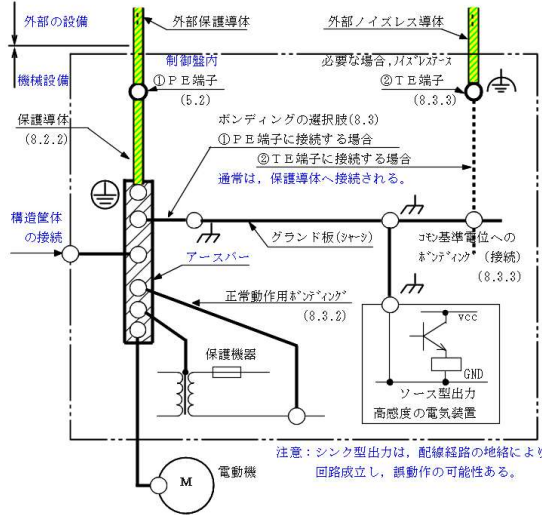 外部の設備
外部保護導体
外部ノイズレス導体
機械設備
制御盤内
①PE端子
(5.2)
必要な場合，ﾉｲｽﾞﾚｽｱｰｽ
②TE端子
(8.3.3)
保護導体
(8.2.2)
ボンディングの選択肢(8.3)
①PE端子に接続する場合
②TE端子に接続する場合
通常は，保護導体へ接続される。
構造筐体
の接続
グランド板(ｼｬｰｼ)
ｺﾓﾝ基準電位への
ﾎﾞﾝﾃﾞｨﾝｸﾞ(接続)
(8.3.3)
アースバー
正常動作用ﾎﾞﾝﾃﾞｨﾝｸﾞ
(8.3.2)
保護機器
vcc
GND
ソース型出力
高感度の電気装置
電動機
M
注意：シンク型出力は，配線経路の地絡により
回路成立し，誤動作の可能性ある。